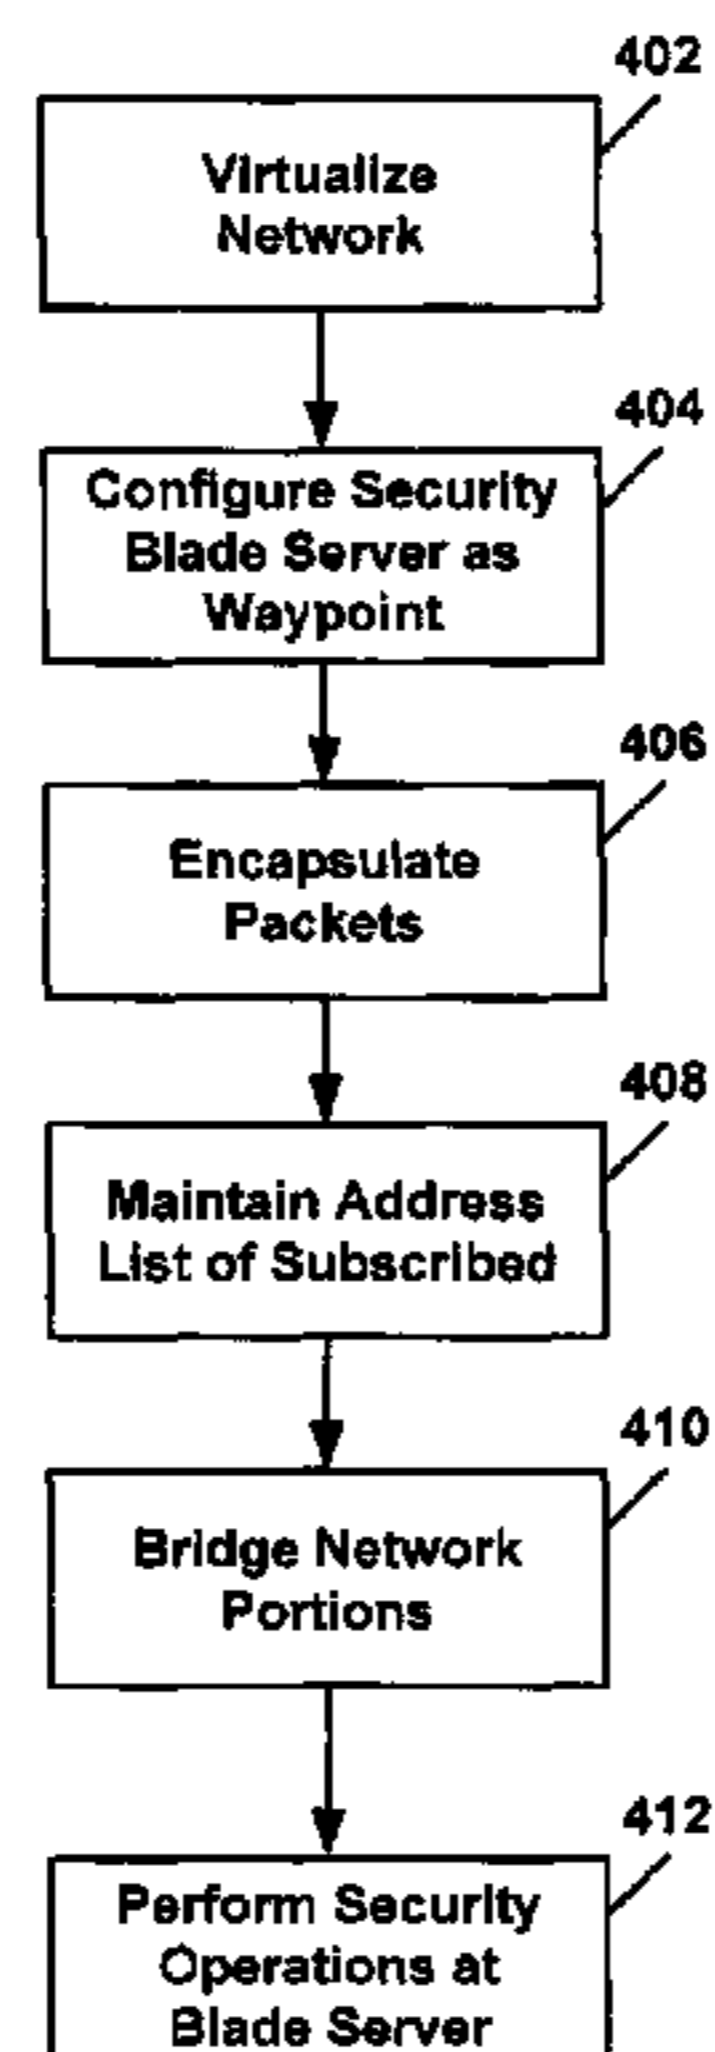 402
Virtualize
Network
404
Configure Security
Blade Server as
Waypoint
406
Encapsulate
Packets
408
Maintain Address
List of Subscribed
410
Bridge Network
Portions
412
Perform Security
Operations at
Blade Server